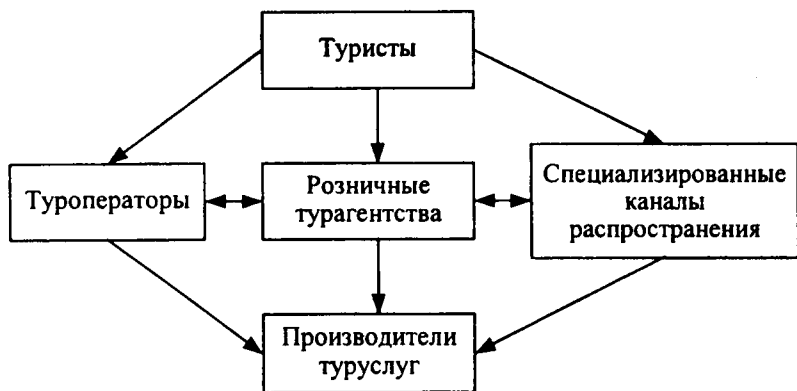 Туристы
Туроператоры
Розничные
турагентства
Специализированные
каналы
распространения
Производители
туруслуг